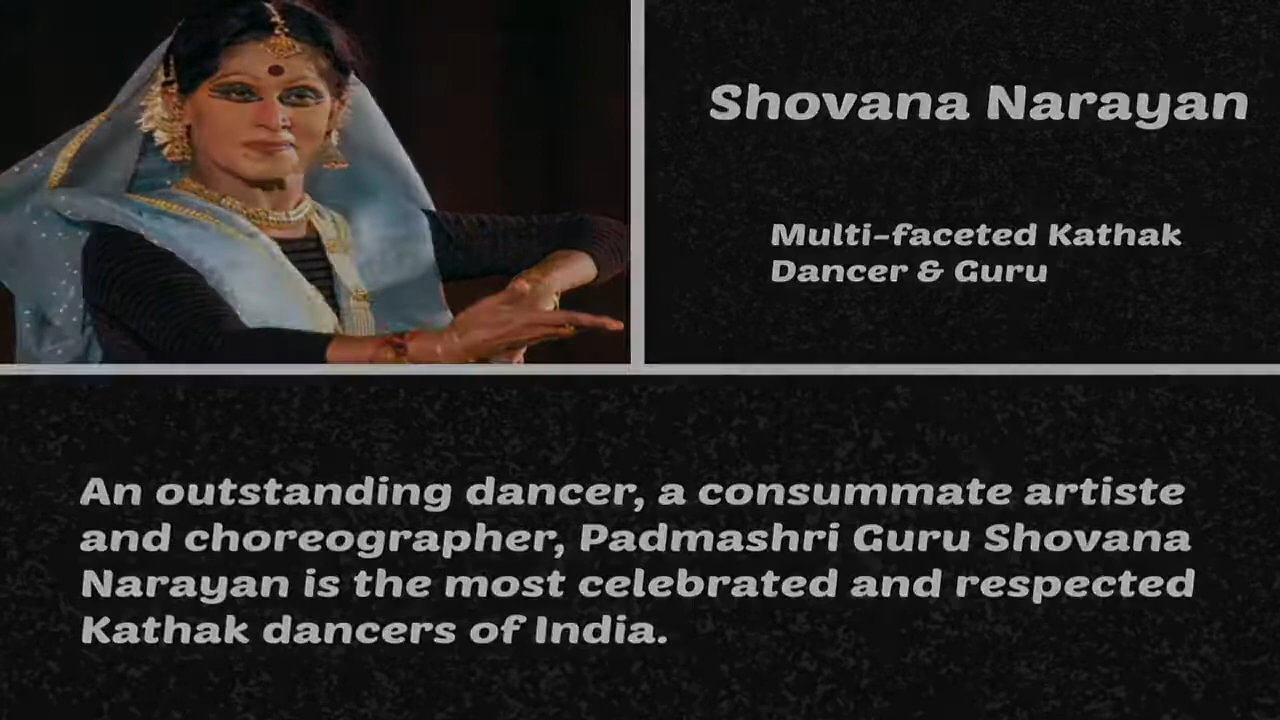 Shovana Narayan
Multi-faceted Kathak
Dancer & Guru
An outstanding dancer, a consummate artiste
and choreographer, Padmashri Guru Shovana
Narayan is the most celebrated and respected
Kathak dancers of India.